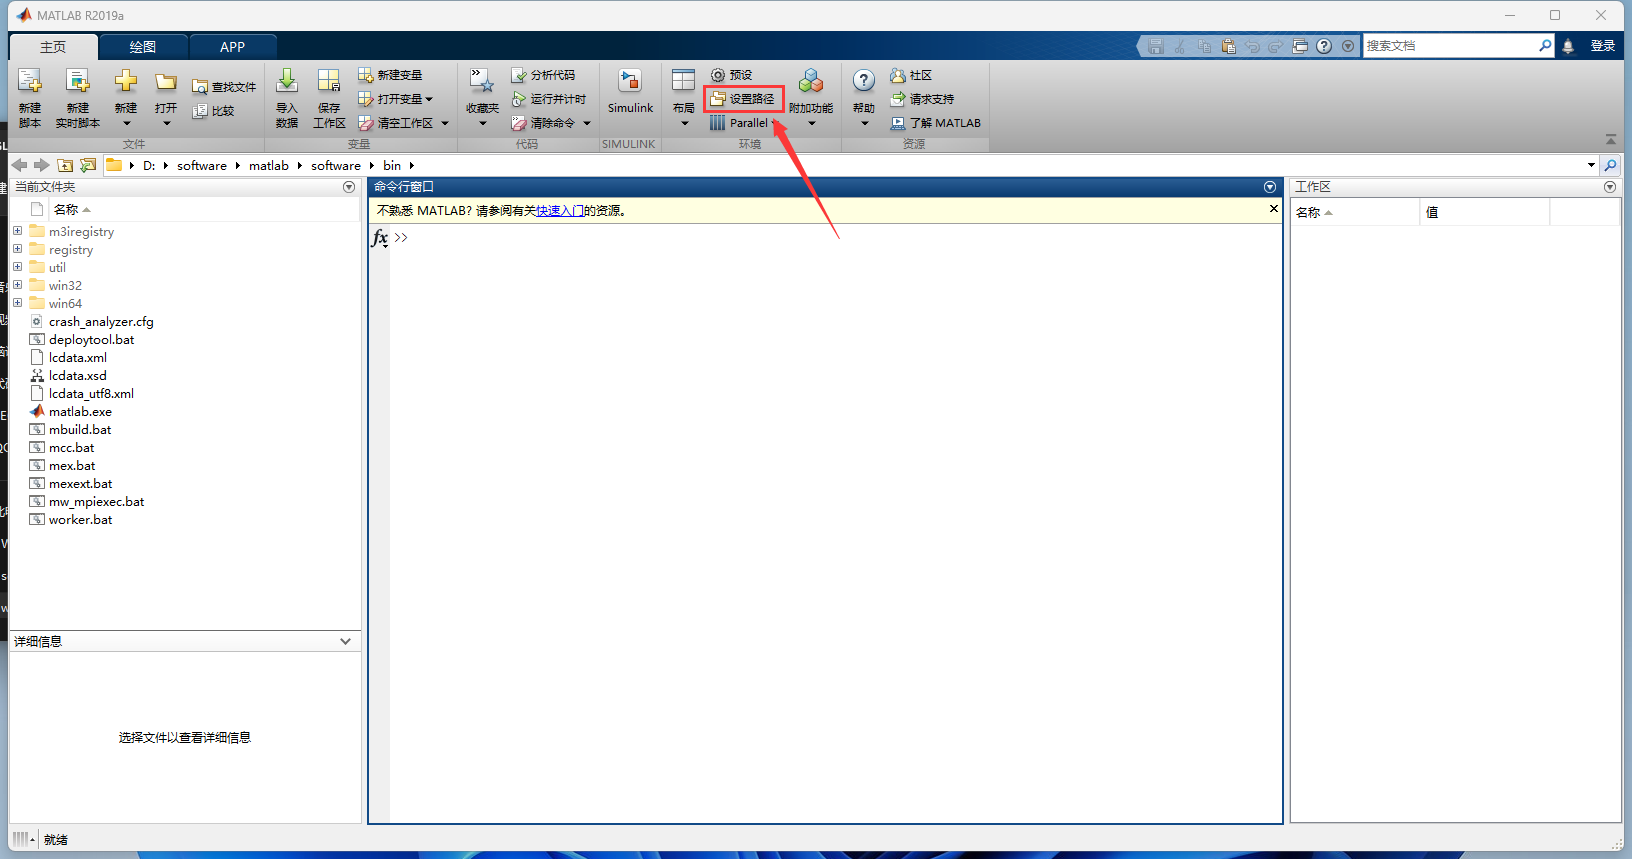 MATLAB R2019a
主页
绘图
APP
搜索文档
登录
新建
脚本
新建
实时脚本
新建
打开
查找文件
比较
文件
导入
数据
保存
工作区
新建变量
打开变量
清空工作区
变量
收藏夹
分析代码
运行并计时
清除命令
代码
Simulink
SIMULINK
布局
预设
设置路径
Parallel
附加功能
环境
帮助
社区
请求支持
了解 MATLAB
资源
D: software matlab software bin
当前文件夹
名称
m3iregistry
registry
util
win32
win64
crash_analyzer.cfg
deploytool.bat
lcdata.xml
lcdata.xsd
lcdata_utf8.xml
matlab.exe
mbuild.bat
mcc.bat
mex.bat
mexext.bat
mw_mpiexec.bat
worker.bat
详细信息
选择文件以查看详细信息
命令行窗口
不熟悉 MATLAB? 请参阅有关快速入门的资源。
fx >>
工作区
名称
值
就绪